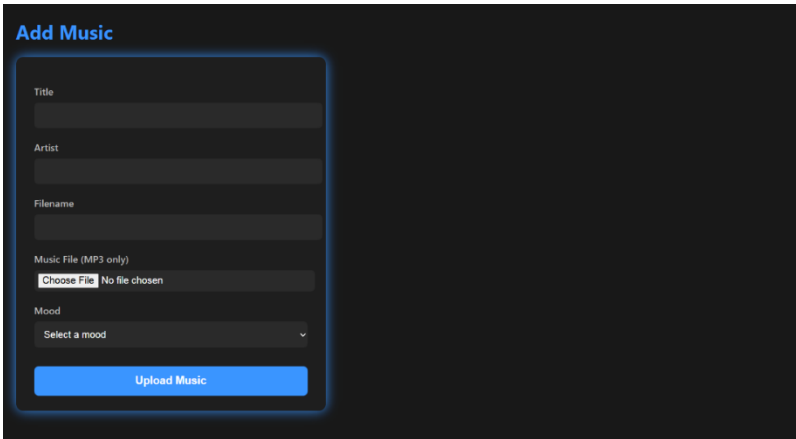 Add Music
Title
Artist
Filename
Music File (MP3 only)
Choose File No file chosen
Mood
Select a mood
Upload Music